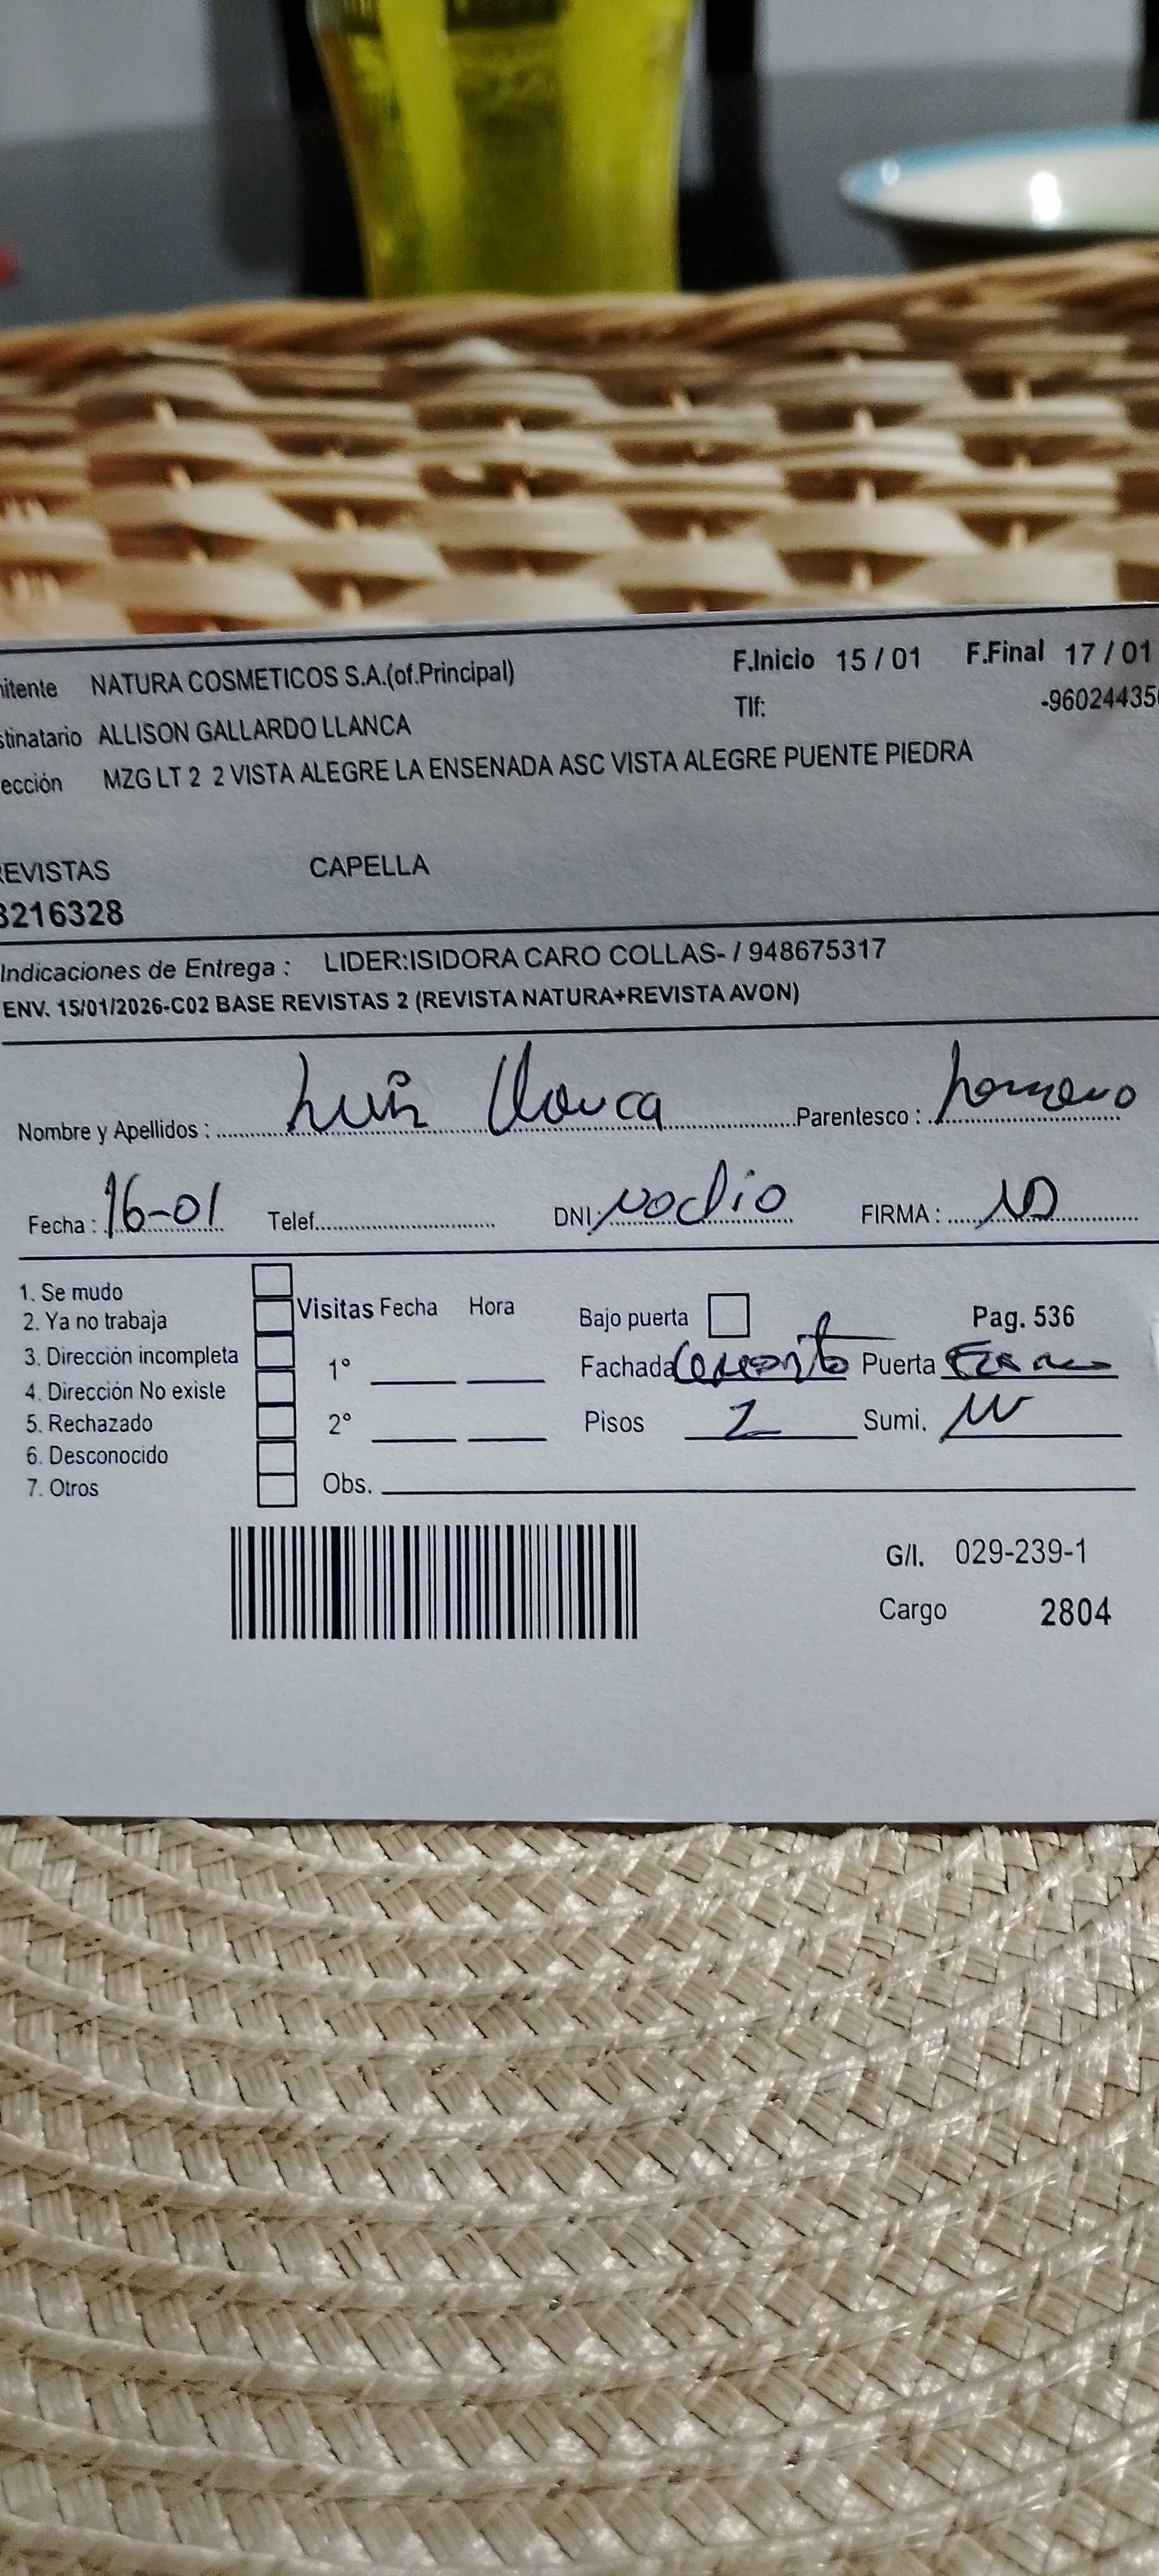 nitente NATURA COSMETICOS S.A.(of.Principal) F.Inicio 15 / 01 F.Final 17 / 01
stinatario ALLISON GALLARDO LLANCA Tlf: -96024435
ección MZG LT 2 2 VISTA ALEGRE LA ENSENADA ASC VISTA ALEGRE PUENTE PIEDRA
REVISTAS CAPELLA
3216328
Indicaciones de Entrega : LIDER:ISIDORA CARO COLLAS- / 948675317
ENV. 15/01/2026-C02 BASE REVISTAS 2 (REVISTA NATURA+REVISTA AVON)
Nombre y Apellidos : Luis Llanca Parentesco :
Fecha : 16-01 Telef. DNI: no dio FIRMA :
1. Se mudo
2. Ya no trabaja Visitas Fecha Hora Bajo puerta Pag. 536
3. Dirección incompleta 1° Fachada Puerta
4. Dirección No existe
5. Rechazado 2° Pisos 2 Sumi.
6. Desconocido
7. Otros Obs.
G/I. 029-239-1
Cargo 2804